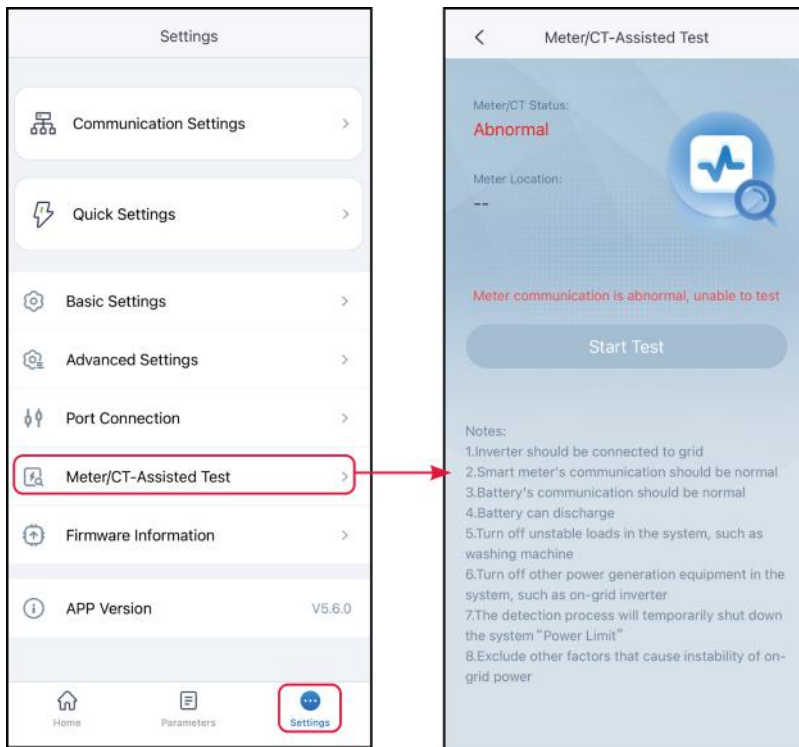 Settings
Communication Settings
Quick Settings
Basic Settings
Advanced Settings
Port Connection
Meter/CT-Assisted Test
Firmware Information
APP Version V5.6.0
Home Parameters Settings
Meter/CT-Assisted Test
Meter/CT Status:
Abnormal
Meter Location:
--
Meter communication is abnormal, unable to test
Start Test
Notes:
1.Inverter should be connected to grid
2.Smart meter's communication should be normal
3.Battery's communication should be normal
4.Battery can discharge
5.Turn off unstable loads in the system, such as
washing machine
6.Turn off other power generation equipment in the
system, such as on-grid inverter
7.The detection process will temporarily shut down
the system "Power Limit"
8.Exclude other factors that cause instability of on-
grid power